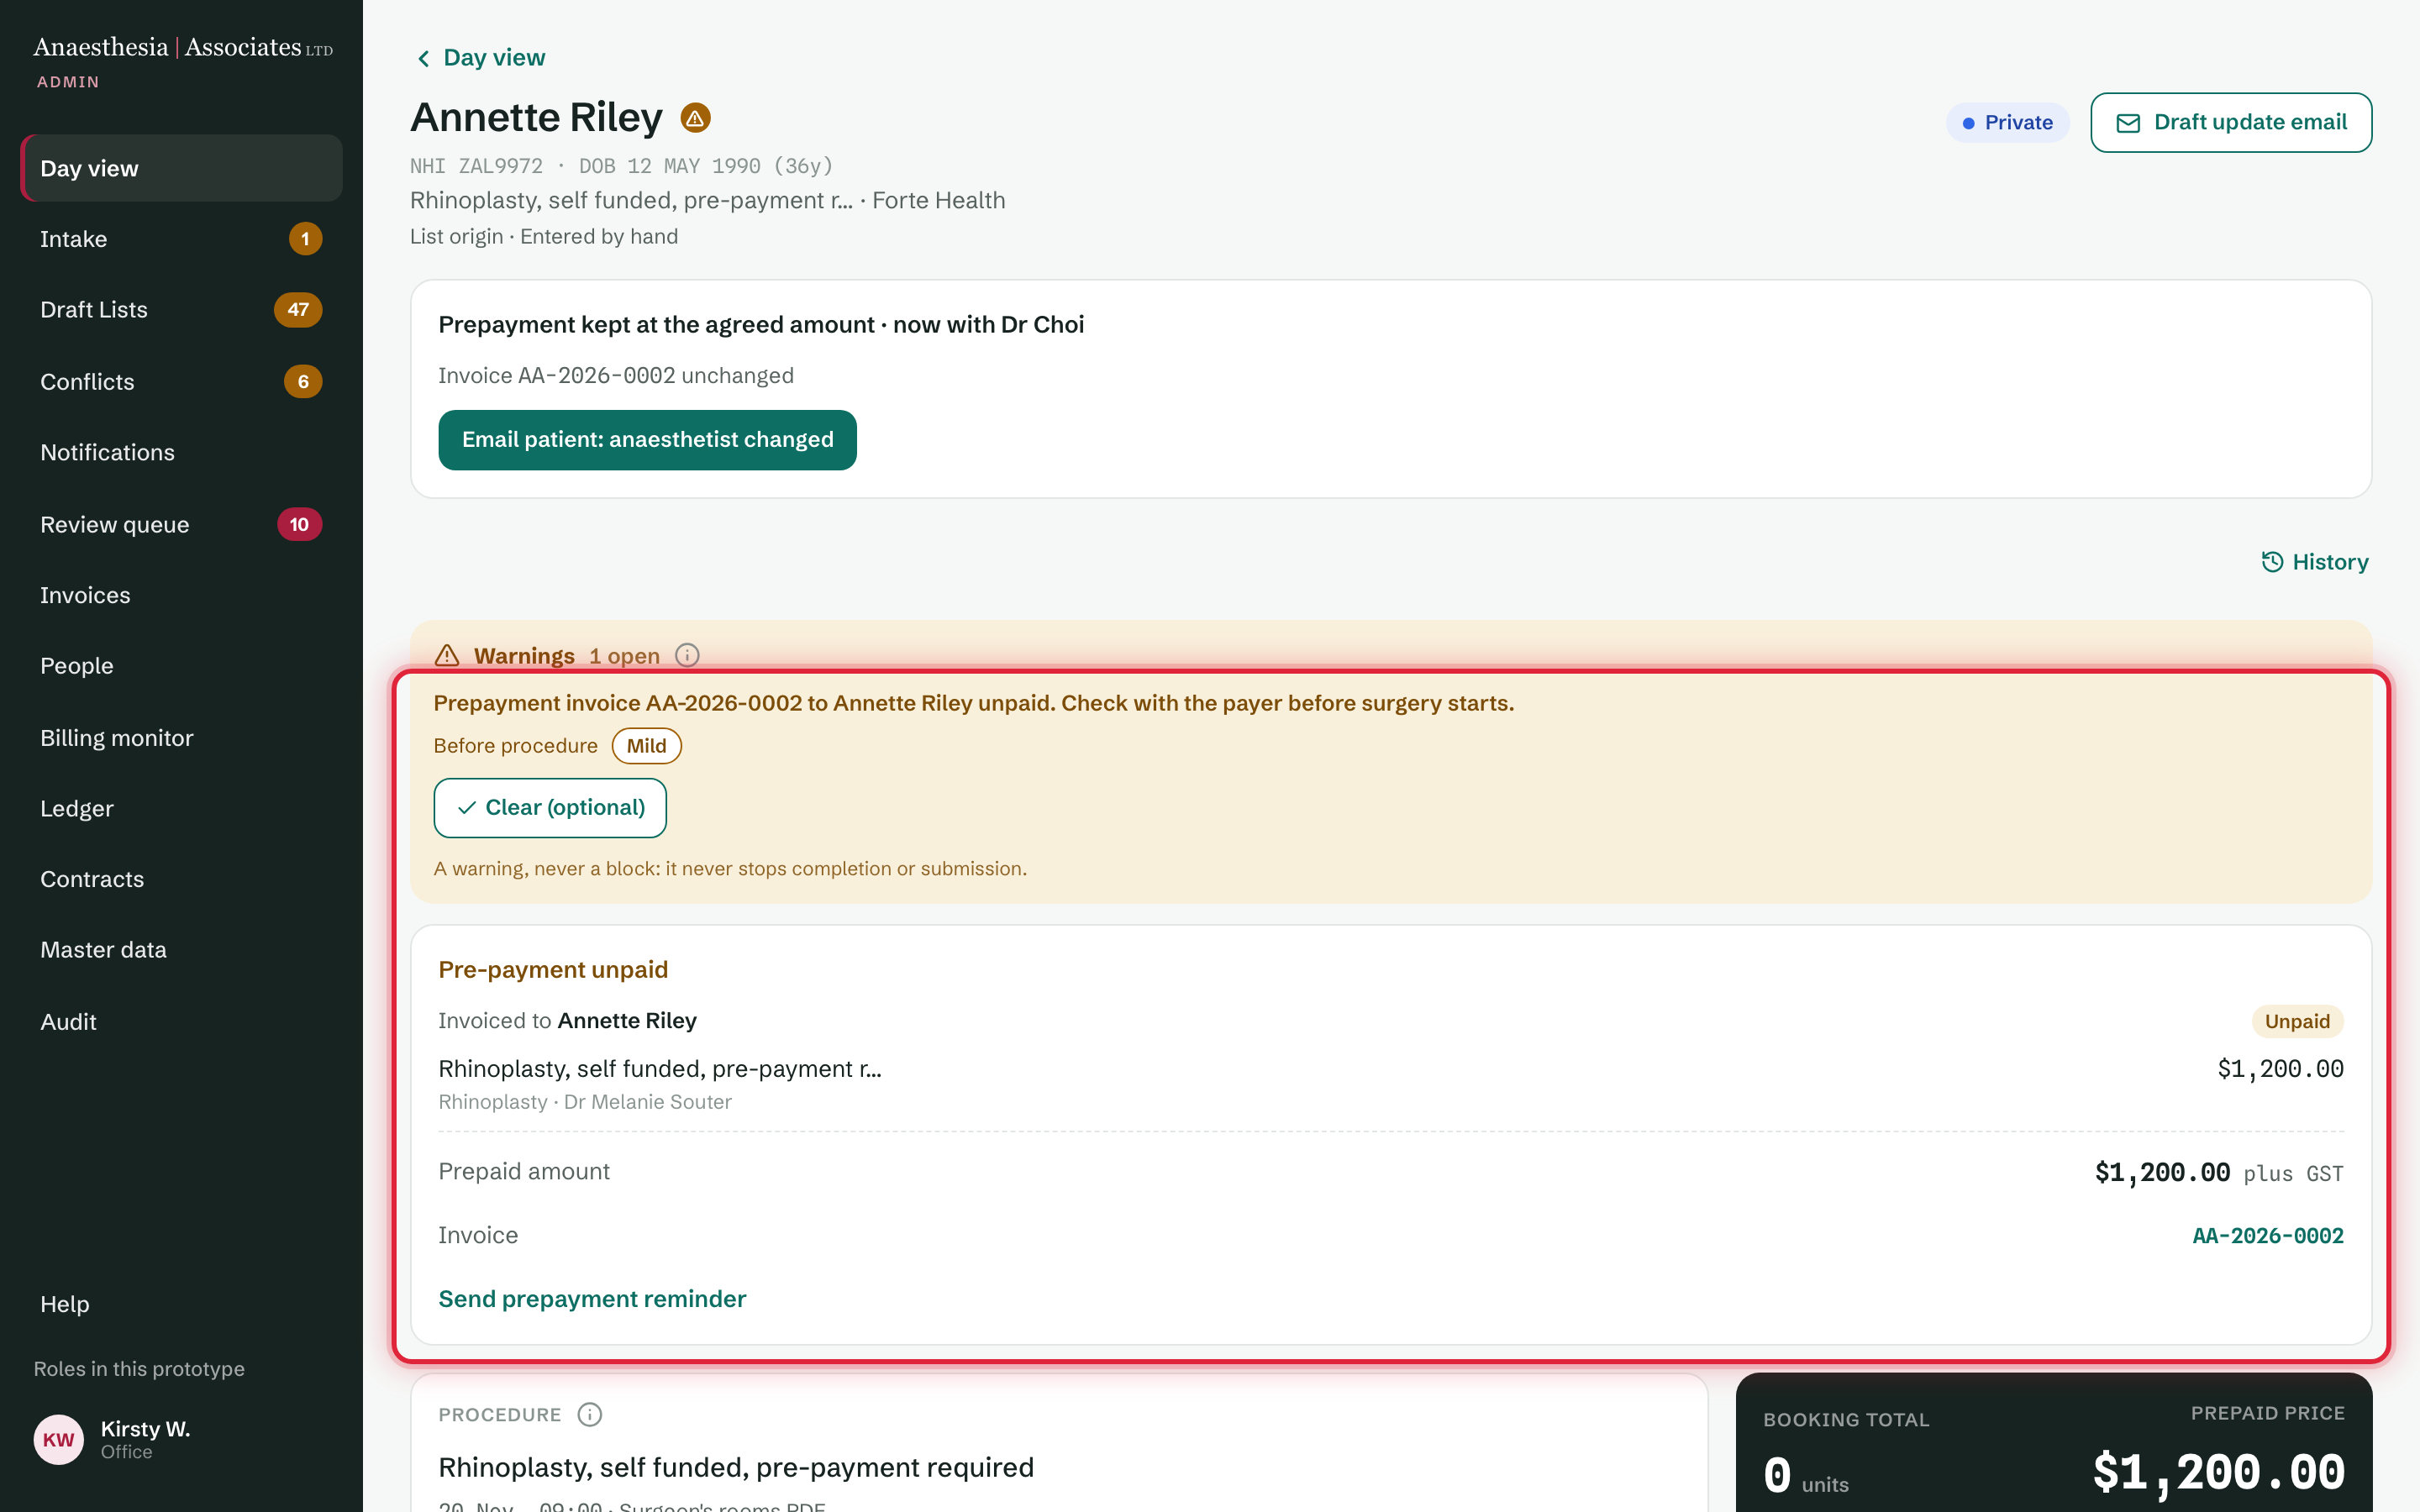 Anaesthesia | Associates LTD
ADMIN
Day view
Intake 1
Draft Lists 47
Conflicts 6
Notifications
Review queue 10
Invoices
People
Billing monitor
Ledger
Contracts
Master data
Audit
Help
Roles in this prototype
KW Kirsty W.
Office
Day view
Annette Riley
Private
Draft update email
NHI ZAL9972 · DOB 12 MAY 1990 (36y)
Rhinoplasty, self funded, pre-payment r... · Forte Health
List origin · Entered by hand
Prepayment kept at the agreed amount · now with Dr Choi
Invoice AA-2026-0002 unchanged
Email patient: anaesthetist changed
History
Warnings 1 open
Prepayment invoice AA-2026-0002 to Annette Riley unpaid. Check with the payer before surgery starts.
Before procedure Mild
Clear (optional)
A warning, never a block: it never stops completion or submission.
Pre-payment unpaid
Invoiced to Annette Riley Unpaid
Rhinoplasty, self funded, pre-payment r... $1,200.00
Rhinoplasty · Dr Melanie Souter
Prepaid amount $1,200.00 plus GST
Invoice AA-2026-0002
Send prepayment reminder
PROCEDURE
Rhinoplasty, self funded, pre-payment required
20 Nov, 09:00 · Surgeon's rooms PDF
BOOKING TOTAL PREPAID PRICE
0 units $1,200.00